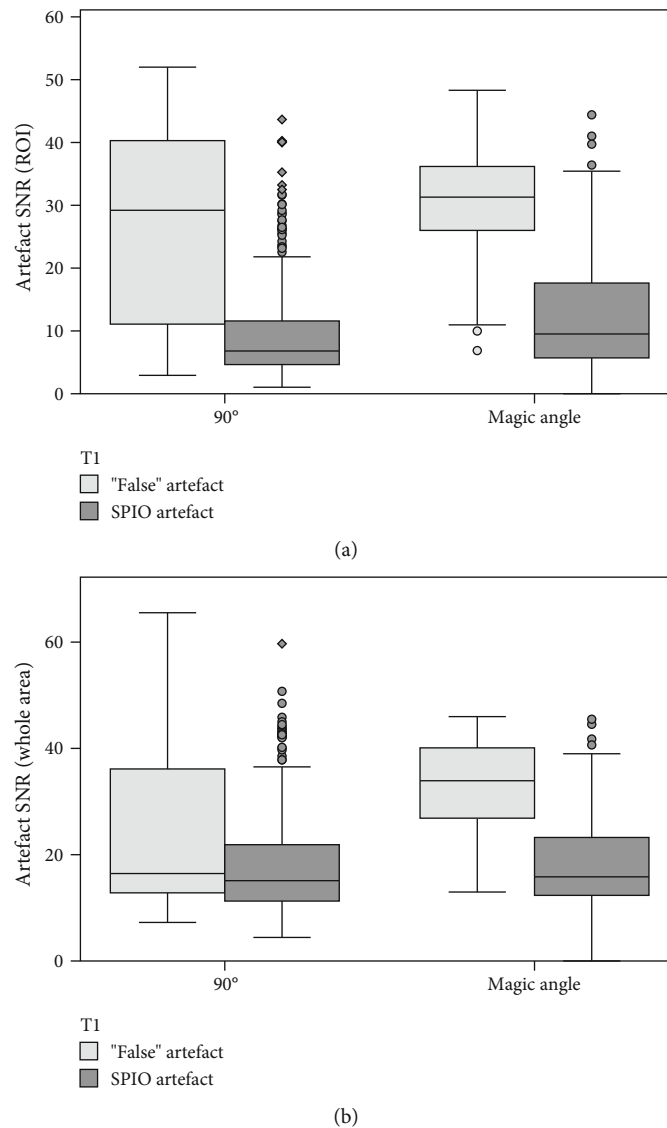 60
50
40
30
20
10
0
Artefact SNR (ROI)
90° Magic angle
T1
"False" artefact
SPIO artefact
(a)
60
40
20
0
Artefact SNR (whole area)
90° Magic angle
T1
"False" artefact
SPIO artefact
(b)